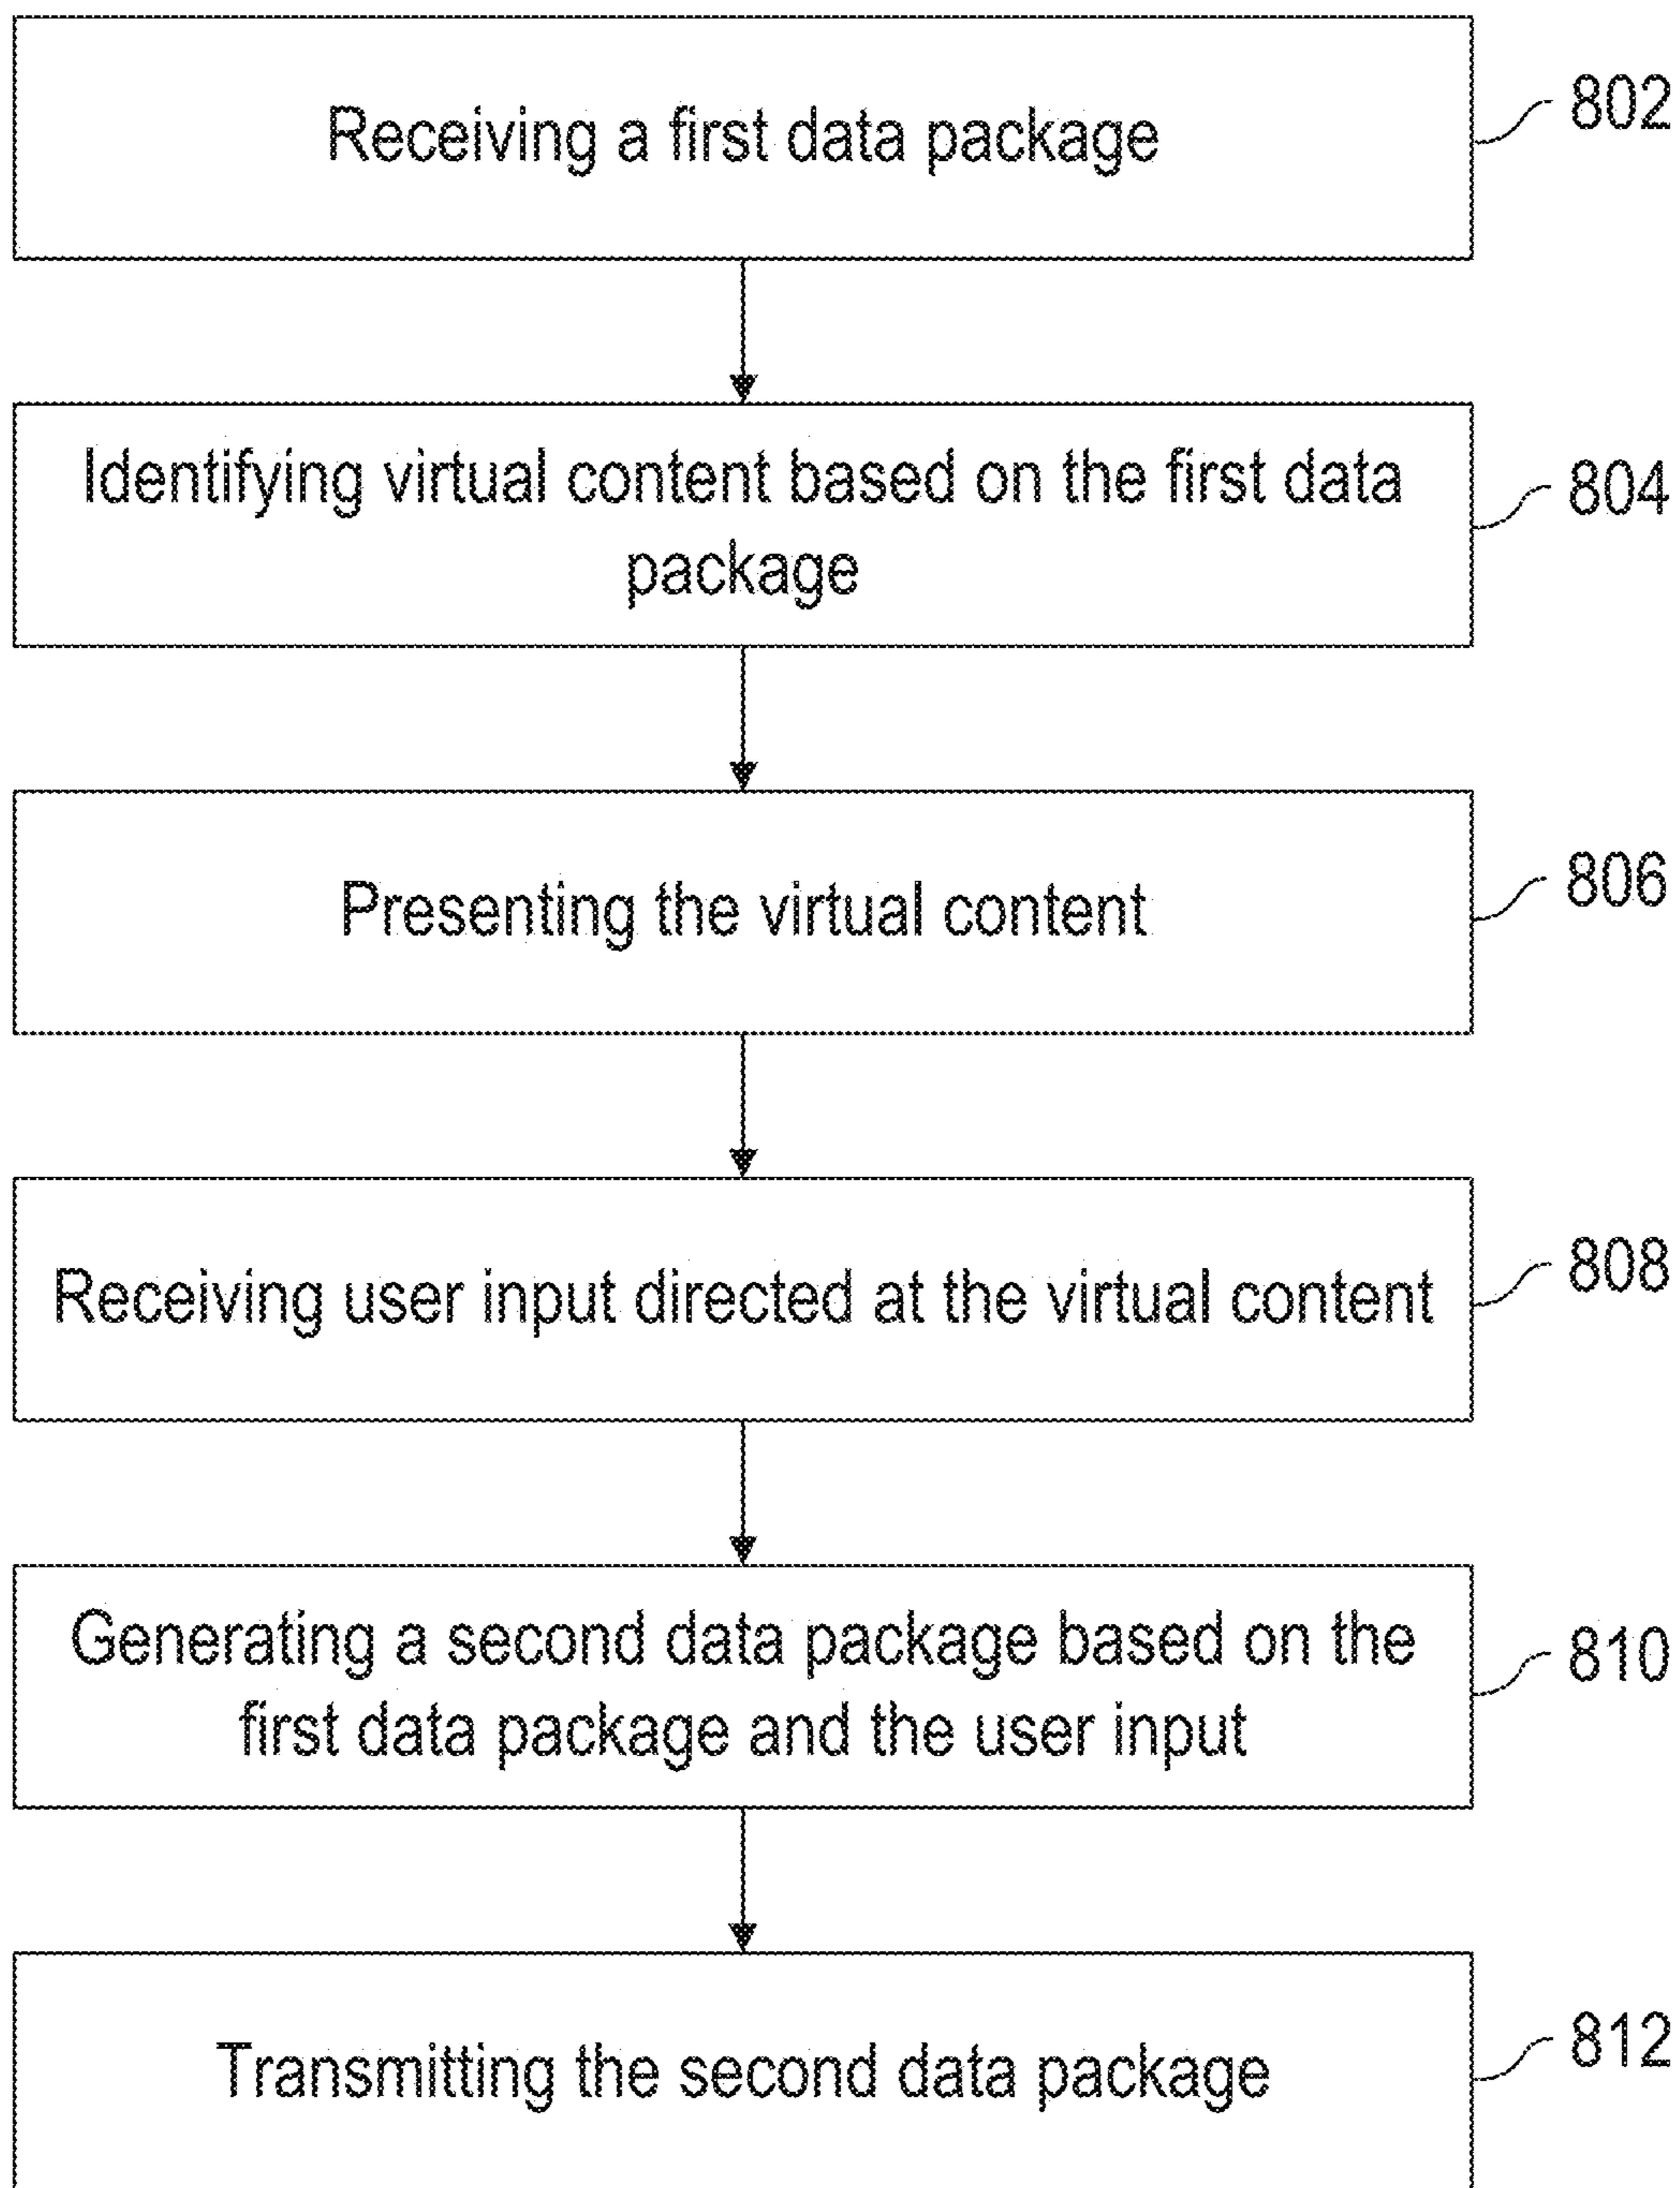 Receiving a first data package
802
Identifying virtual content based on the first data
package
804
Presenting the virtual content
806
Receiving user input directed at the virtual content
808
Generating a second data package based on the
first data package and the user input
810
Transmitting the second data package
812